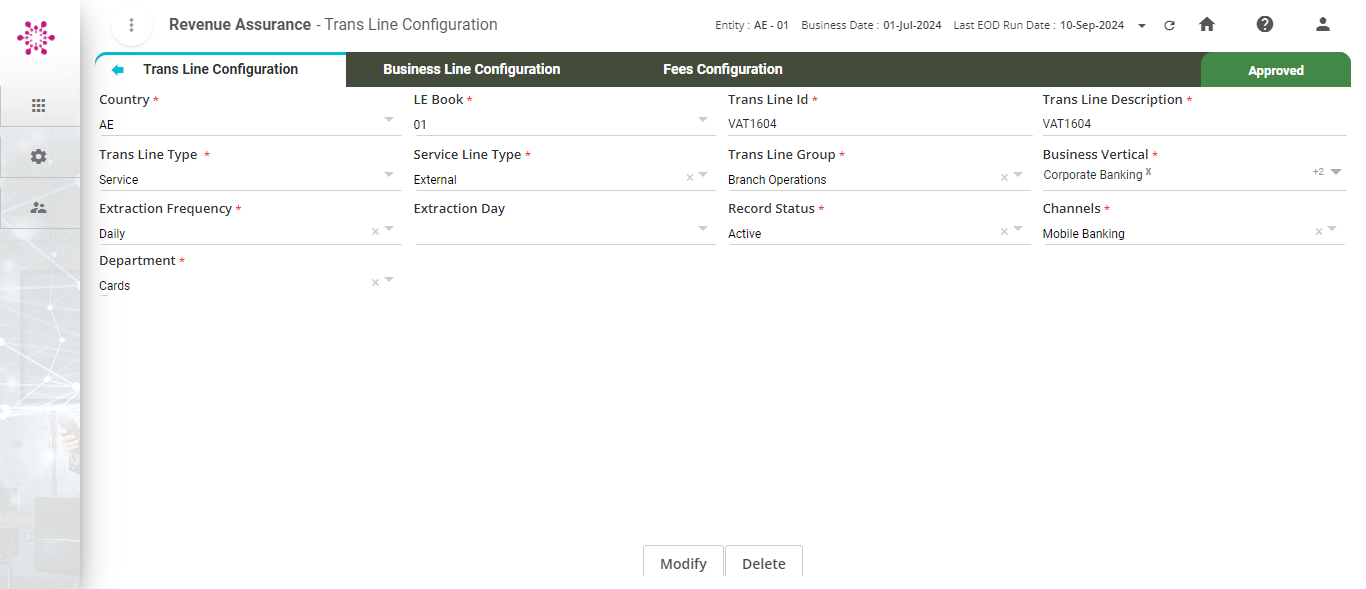 Revenue Assurance - Trans Line Configuration
Entity : AE - 01 Business Date : 01-Jul-2024 Last EOD Run Date : 10-Sep-2024
Trans Line Configuration Business Line Configuration Fees Configuration Approved
Country * LE Book * Trans Line Id * Trans Line Description *
AE 01 VAT1604 VAT1604
Trans Line Type * Service Line Type * Trans Line Group * Business Vertical *
Service External Branch Operations Corporate Banking x +2
Extraction Frequency * Extraction Day Record Status * Channels *
Daily Active Mobile Banking
Department *
Cards
Modify Delete